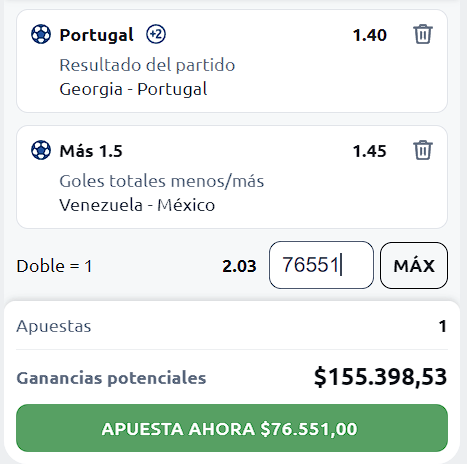 Portugal +2 1.40
Resultado del partido
Georgia - Portugal
Más 1.5 1.45
Goles totales menos/más
Venezuela - México
Doble = 1 2.03 76551 MÁX
Apuestas 1
Ganancias potenciales $155.398,53
APUESTA AHORA $76.551,00